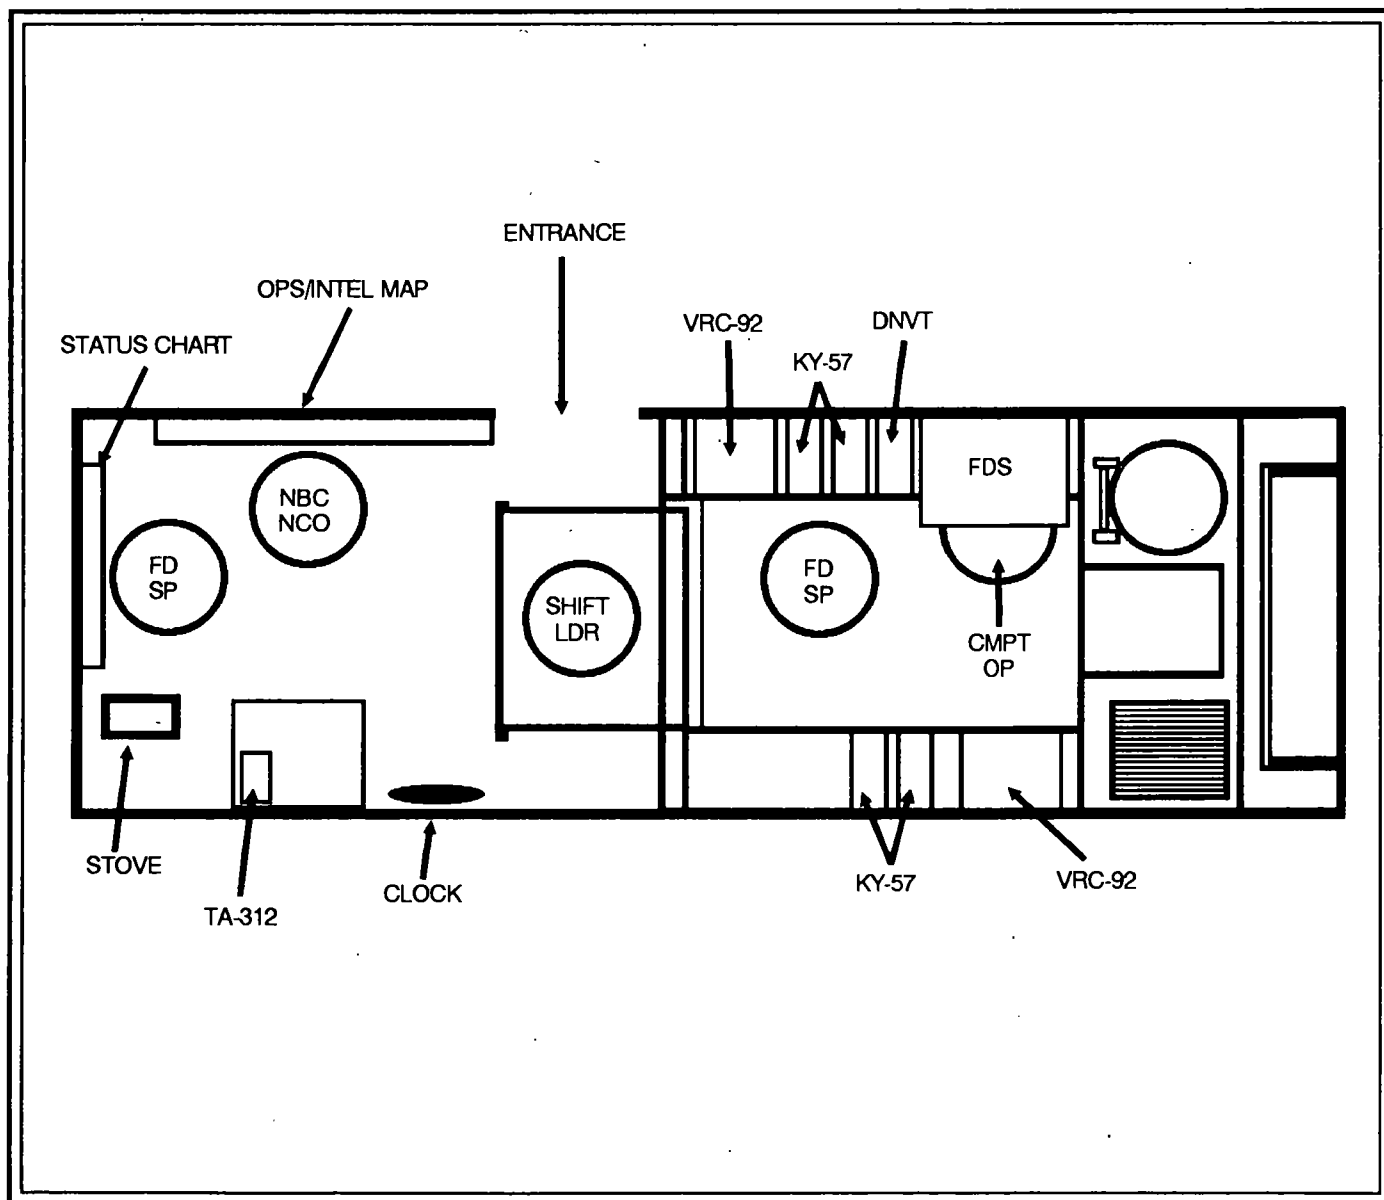 ENTRANCE
OPS/INTEL MAP
STATUS CHART
VRC-92
KY-57
DNVT
FDS
NBC
NCO
FD
SP
SHIFT
LDR
FD
SP
CMPT
OP
STOVE
TA-312
CLOCK
KY-57
VRC-92